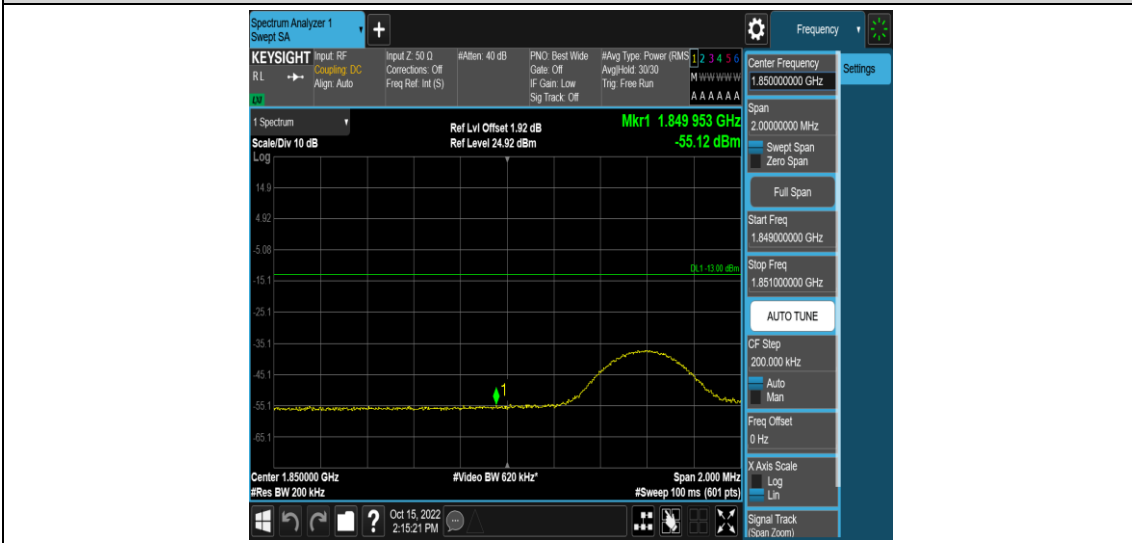 Spectrum Analyzer 1
Swept SA
+
Frequency
KEYSIGHT
RL
LXI
Input: RF
Coupling: DC
Align: Auto
Input Z: 50 Ω
Corrections: Off
Freq Ref: Int (S)
#Atten: 40 dB
PNO: Best Wide
Gate: Off
IF Gain: Low
Sig Track: Off
#Avg Type: Power (RMS
Avg|Hold: 30/30
Trig: Free Run
1 2 3 4 5 6
M W W W W W
A A A A A A
1 Spectrum
Scale/Div 10 dB
Log
Ref Lvl Offset 1.92 dB
Ref Level 24.92 dBm
Mkr1 1.849 953 GHz
-55.12 dBm
14.9
4.92
-5.08
DL1 -13.00 dBm
-15.1
-25.1
-35.1
-45.1
1
-55.1
-65.1
Center 1.850000 GHz
#Res BW 200 kHz
#Video BW 620 kHz*
Span 2.000 MHz
#Sweep 100 ms (601 pts)
Center Frequency
1.850000000 GHz
Settings
Span
2.00000000 MHz
Swept Span
Zero Span
Full Span
Start Freq
1.849000000 GHz
Stop Freq
1.851000000 GHz
AUTO TUNE
CF Step
200.000 kHz
Auto
Man
Freq Offset
0 Hz
X Axis Scale
Log
Lin
Signal Track
(Span Zoom)
?
Oct 15, 2022
2:15:21 PM